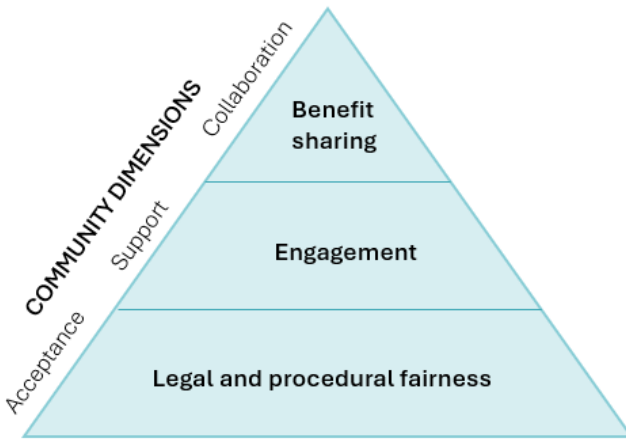 COMMUNITY DIMENSIONS
Collaboration
Benefit
sharing
Support
Engagement
Acceptance
Legal and procedural fairness